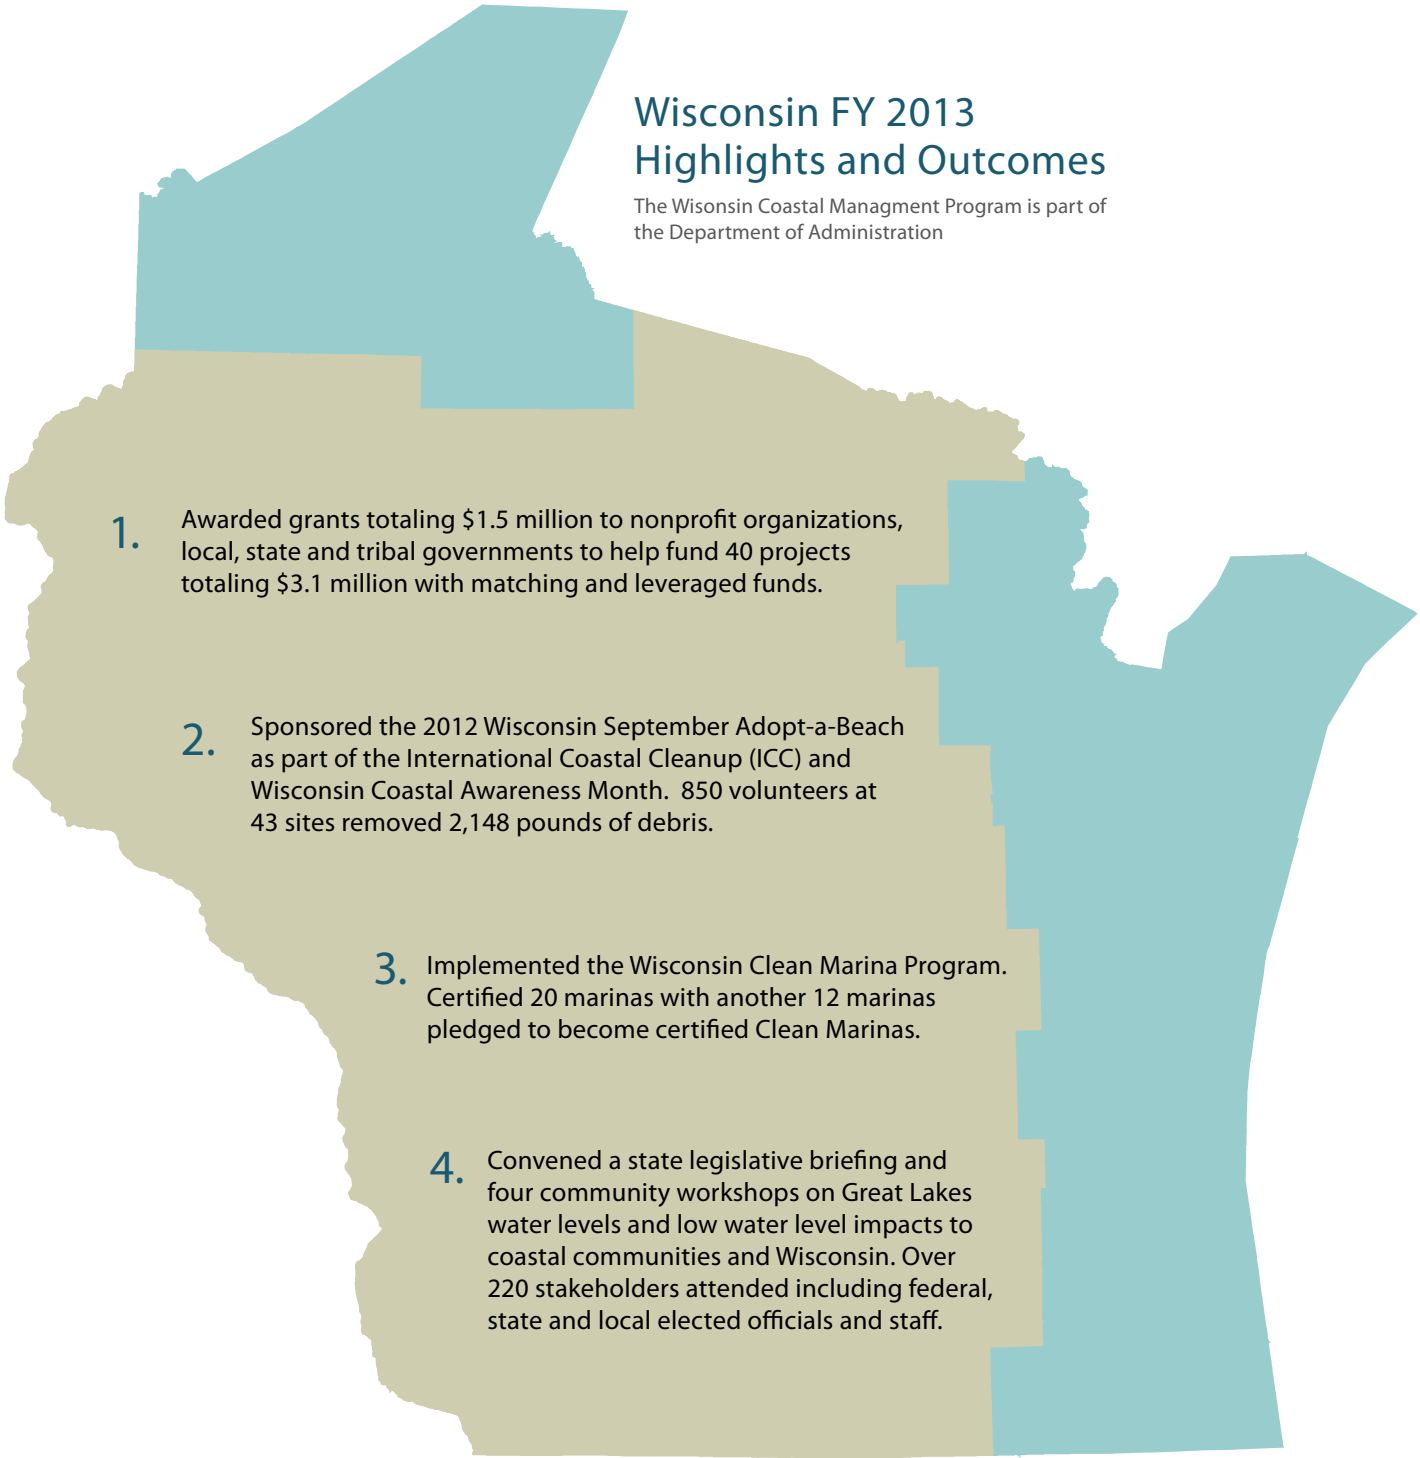 Wisconsin FY 2013
Highlights and Outcomes
The Wisonsin Coastal Managment Program is part of
the Department of Administration
1.
Awarded grants totaling $1.5 million to nonprofit organizations,
local, state and tribal governments to help fund 40 projects
totaling $3.1 million with matching and leveraged funds.
2.
Sponsored the 2012 Wisconsin September Adopt-a-Beach
as part of the International Coastal Cleanup (ICC) and
Wisconsin Coastal Awareness Month.  850 volunteers at
43 sites removed 2,148 pounds of debris.
3.
Implemented the Wisconsin Clean Marina Program.
Certified 20 marinas with another 12 marinas
pledged to become certified Clean Marinas.
4.
Convened a state legislative briefing and
four community workshops on Great Lakes
water levels and low water level impacts to
coastal communities and Wisconsin. Over
220 stakeholders attended including federal,
state and local elected officials and staff.